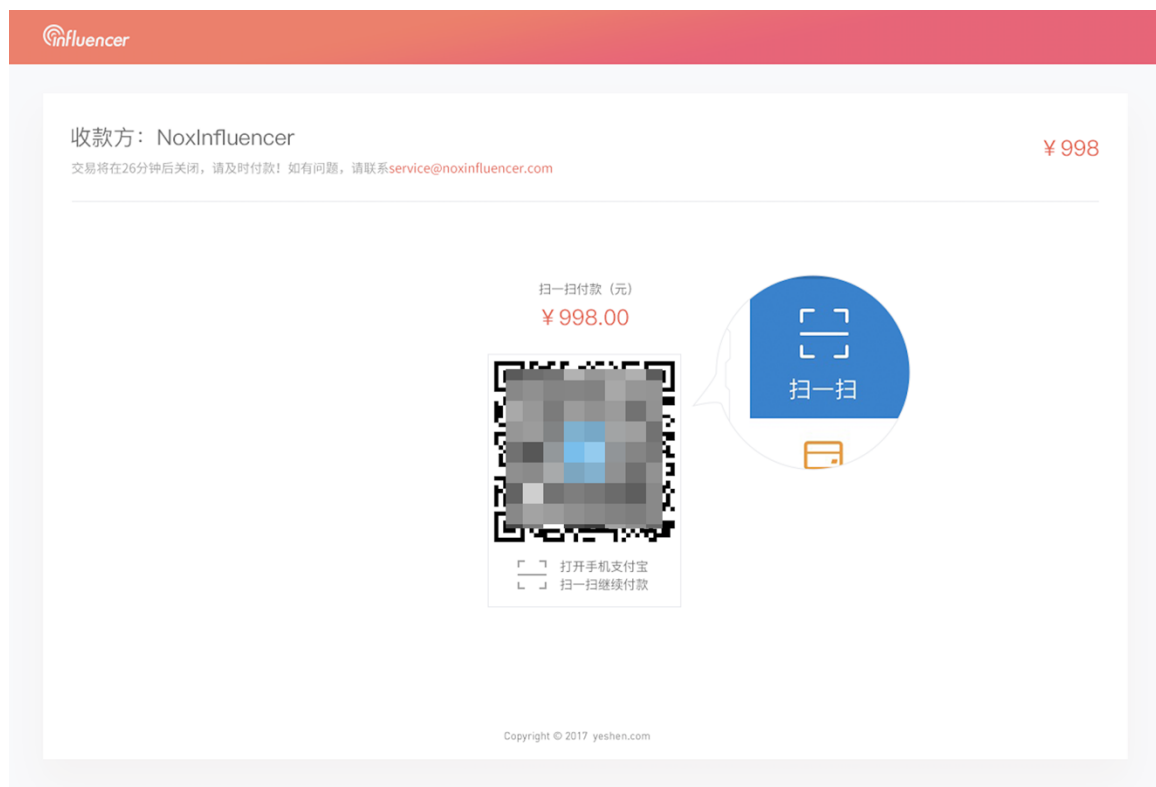 influencer
收款方：NoxInfluencer
¥ 998
交易将在26分钟后关闭，请及时付款！如有问题，请联系service@noxinfluencer.com
扫一扫付款（元）
¥ 998.00
扫一扫
打开手机支付宝
扫一扫继续付款
Copyright © 2017 yeshen.com